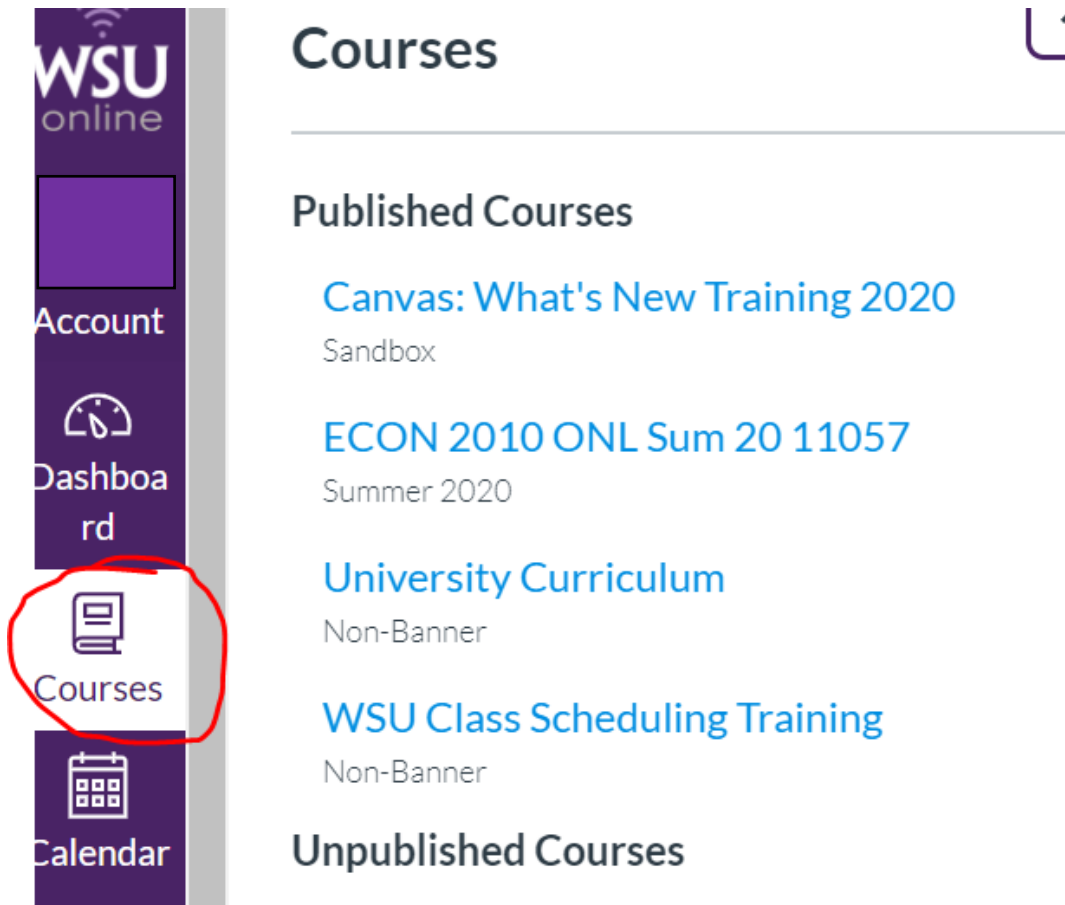 WSU
online
Account
Dashboa
rd
Courses
Calendar
Courses
Published Courses
Canvas: What's New Training 2020
Sandbox
ECON 2010 ONL Sum 20 11057
Summer 2020
University Curriculum
Non-Banner
WSU Class Scheduling Training
Non-Banner
Unpublished Courses